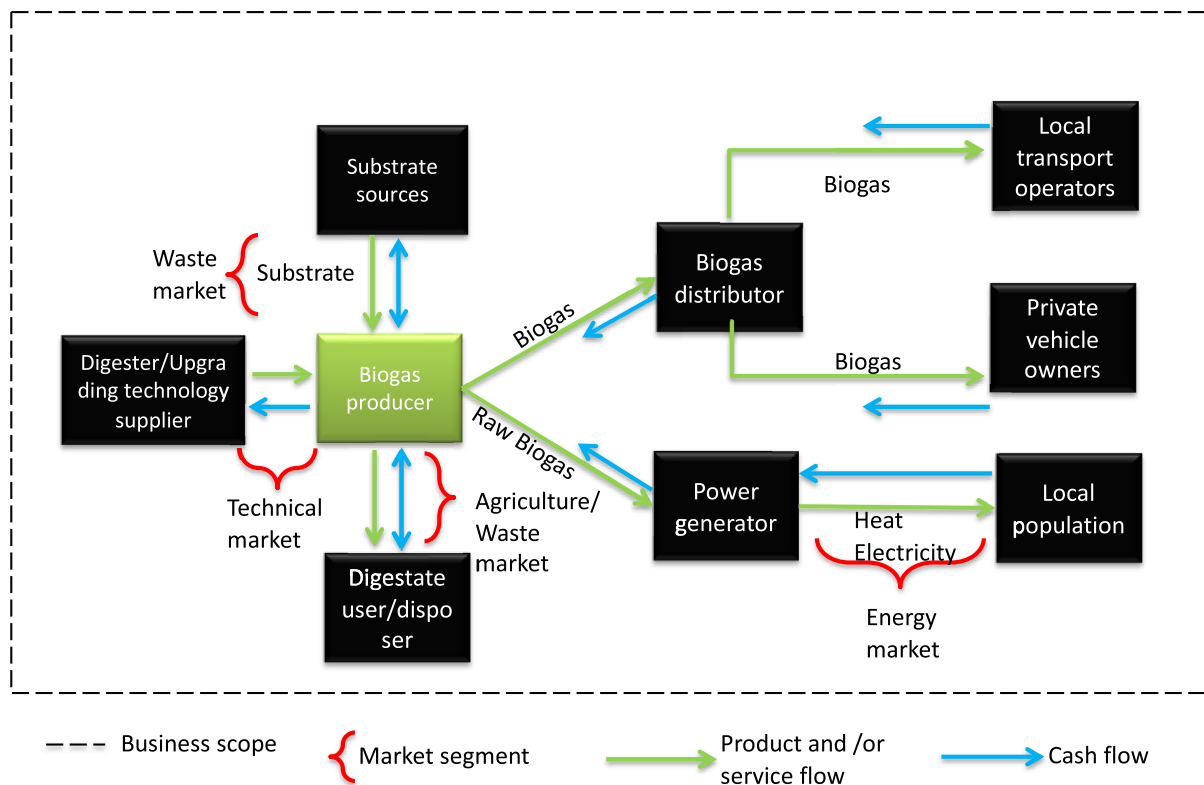 Local
transport
operators
Biogas
Substrate
sources
Biogas
distributor
Waste
market
Substrate
Private
vehicle
owners
Biogas
Biogas
Digester/Upgra
ding technology
supplier
Biogas
producer
Raw Biogas
Power
generator
Local
population
Technical
market
Agriculture/
Waste
market
Heat
Electricity
Digestate
user/dispo
ser
Energy
market
Business scope
Market segment
Product and /or
service flow
Cash flow